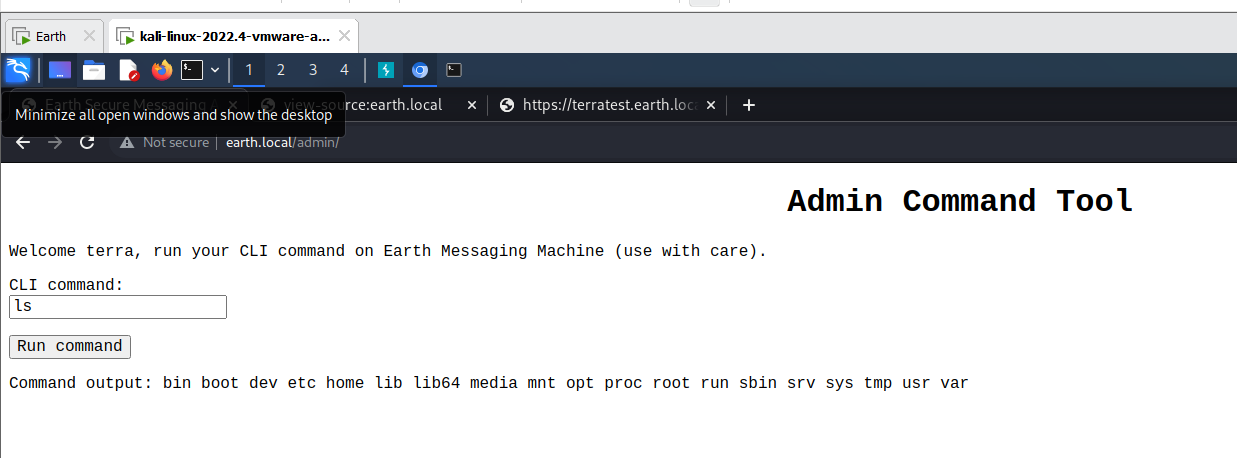 Earth
kali-linux-2022.4-vmware-a...
1 2 3 4
Earth Secure Messaging
view-source:earth.local
https://terratest.earth.loca
Minimize all open windows and show the desktop
Not secure
earth.local/admin/
Admin Command Tool
Welcome terra, run your CLI command on Earth Messaging Machine (use with care).
CLI command:
ls
Run command
Command output: bin boot dev etc home lib lib64 media mnt opt proc root run sbin srv sys tmp usr var